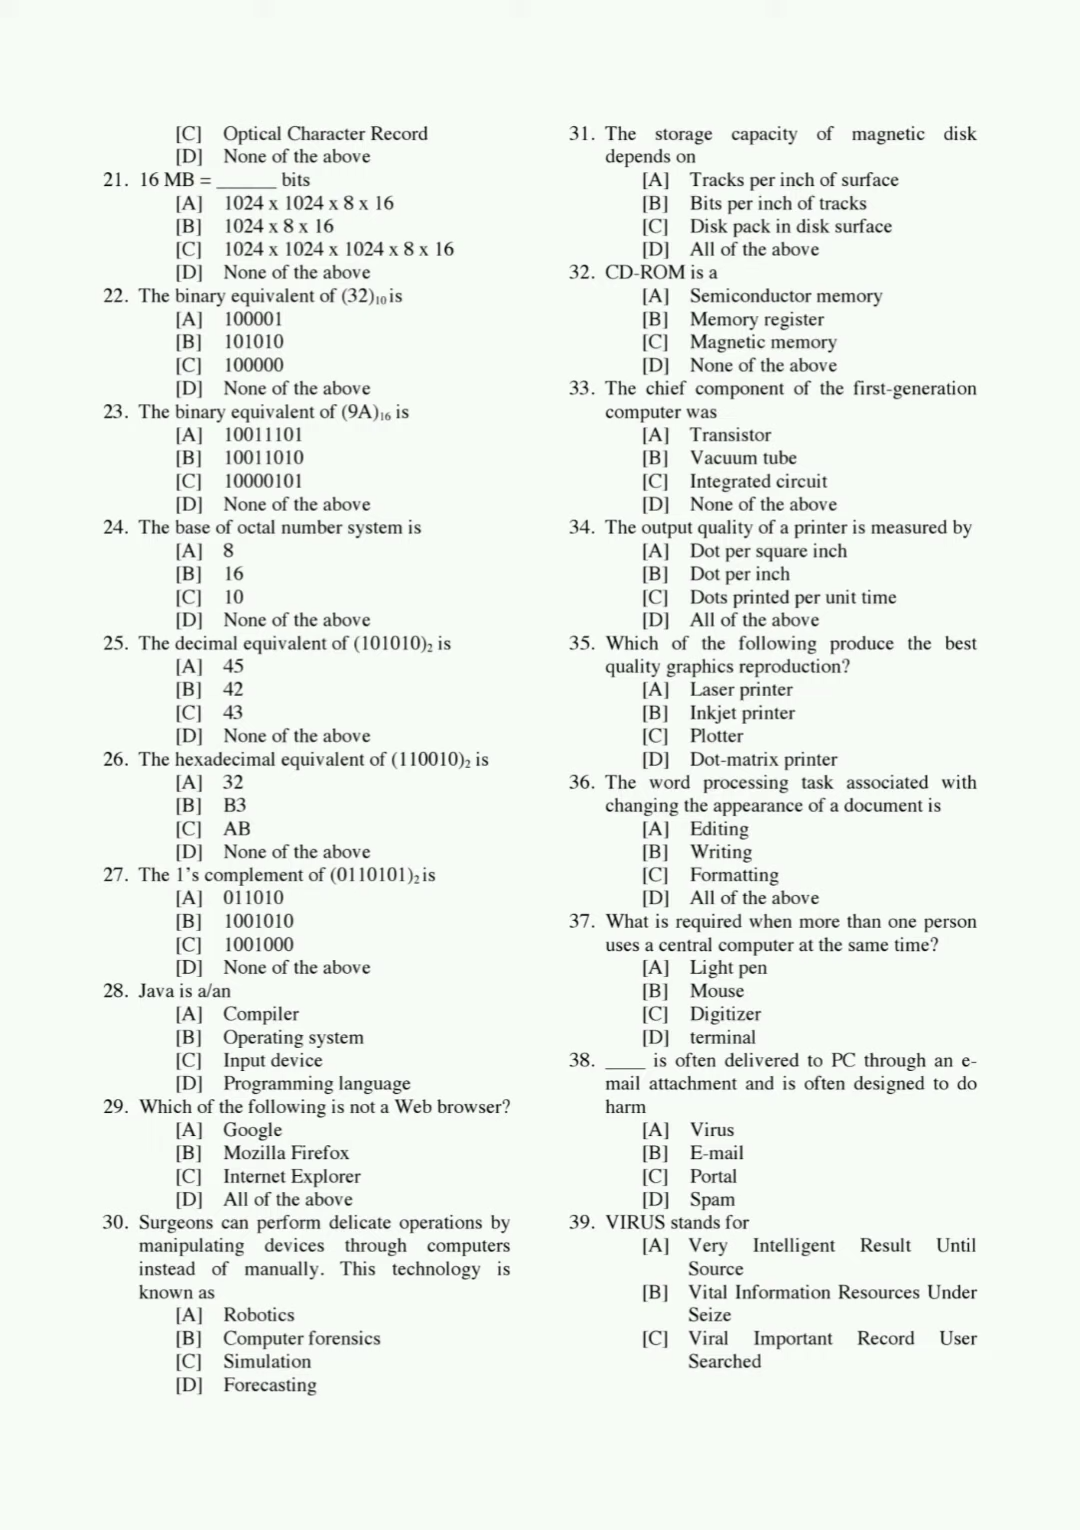 [C] Optical Character Record
[D] None of the above
21. 16 MB = ______ bits
[A] 1024 x 1024 x 8 x 16
[B] 1024 x 8 x 16
[C] 1024 x 1024 x 1024 x 8 x 16
[D] None of the above
22. The binary equivalent of (32)₁₀ is
[A] 100001
[B] 101010
[C] 100000
[D] None of the above
23. The binary equivalent of (9A)₁₆ is
[A] 10011101
[B] 10011010
[C] 10000101
[D] None of the above
24. The base of octal number system is
[A] 8
[B] 16
[C] 10
[D] None of the above
25. The decimal equivalent of (101010)₂ is
[A] 45
[B] 42
[C] 43
[D] None of the above
26. The hexadecimal equivalent of (110010)₂ is
[A] 32
[B] B3
[C] AB
[D] None of the above
27. The 1's complement of (0110101)₂ is
[A] 011010
[B] 1001010
[C] 1001000
[D] None of the above
28. Java is a/an
[A] Compiler
[B] Operating system
[C] Input device
[D] Programming language
29. Which of the following is not a Web browser?
[A] Google
[B] Mozilla Firefox
[C] Internet Explorer
[D] All of the above
30. Surgeons can perform delicate operations by
manipulating devices through computers
instead of manually. This technology is
known as
[A] Robotics
[B] Computer forensics
[C] Simulation
[D] Forecasting
31. The storage capacity of magnetic disk
depends on
[A] Tracks per inch of surface
[B] Bits per inch of tracks
[C] Disk pack in disk surface
[D] All of the above
32. CD-ROM is a
[A] Semiconductor memory
[B] Memory register
[C] Magnetic memory
[D] None of the above
33. The chief component of the first-generation
computer was
[A] Transistor
[B] Vacuum tube
[C] Integrated circuit
[D] None of the above
34. The output quality of a printer is measured by
[A] Dot per square inch
[B] Dot per inch
[C] Dots printed per unit time
[D] All of the above
35. Which of the following produce the best
quality graphics reproduction?
[A] Laser printer
[B] Inkjet printer
[C] Plotter
[D] Dot-matrix printer
36. The word processing task associated with
changing the appearance of a document is
[A] Editing
[B] Writing
[C] Formatting
[D] All of the above
37. What is required when more than one person
uses a central computer at the same time?
[A] Light pen
[B] Mouse
[C] Digitizer
[D] terminal
38. ____ is often delivered to PC through an e-
mail attachment and is often designed to do
harm
[A] Virus
[B] E-mail
[C] Portal
[D] Spam
39. VIRUS stands for
[A] Very Intelligent Result Until
Source
[B] Vital Information Resources Under
Seize
[C] Viral Important Record User
Searched